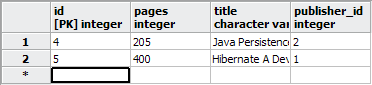 id pages title publisher_id
[PK] integer integer character var integer
1 4 205 Java Persistence 2
2 5 400 Hibernate A Dev 1
*